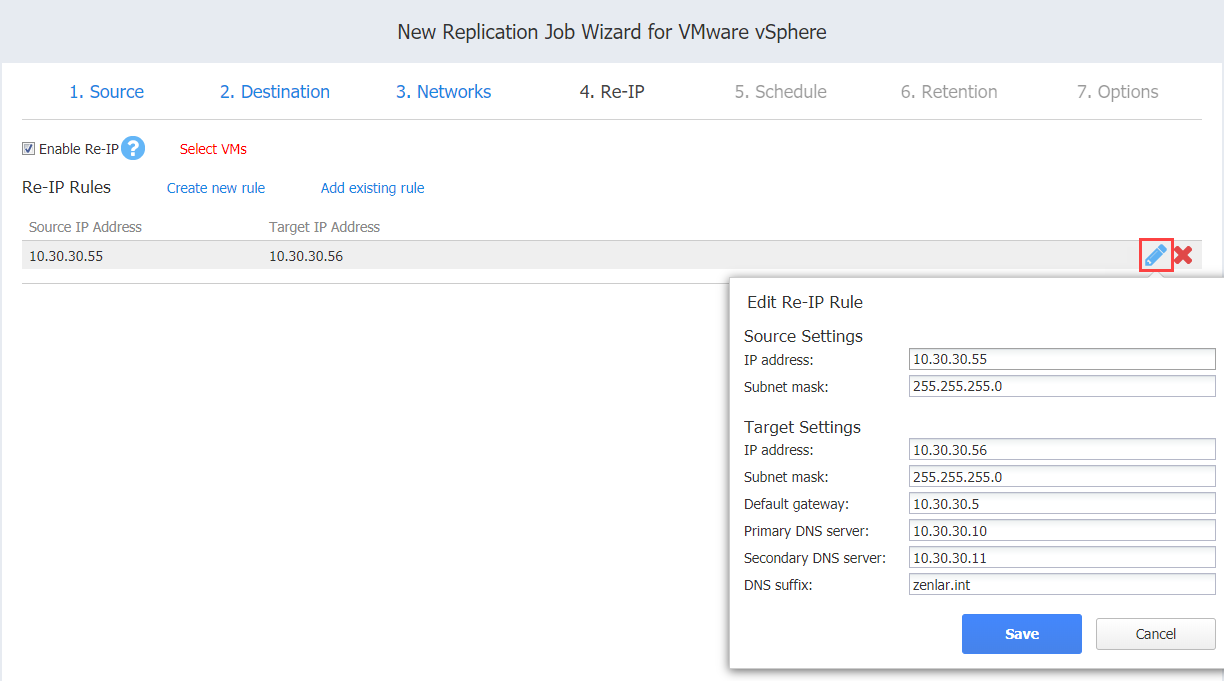 New Replication Job Wizard for VMware vSphere
1. Source 2. Destination 3. Networks 4. Re-IP 5. Schedule 6. Retention 7. Options
Enable Re-IP ? Select VMs
Re-IP Rules Create new rule Add existing rule
Source IP Address Target IP Address
10.30.30.55 10.30.30.56
Edit Re-IP Rule
Source Settings
IP address: 10.30.30.55
Subnet mask: 255.255.255.0
Target Settings
IP address: 10.30.30.56
Subnet mask: 255.255.255.0
Default gateway: 10.30.30.5
Primary DNS server: 10.30.30.10
Secondary DNS server: 10.30.30.11
DNS suffix: zenlar.int
Save Cancel